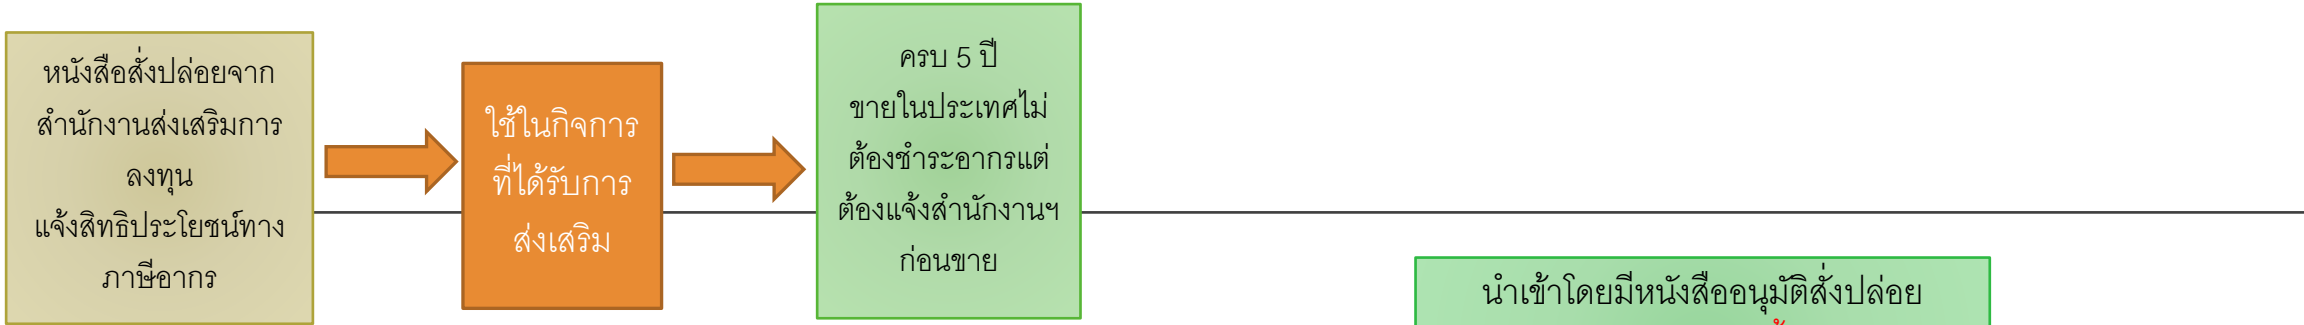 หนังสือสั่งปล่อยจาก
สำนักงานส่งเสริมการ
ลงทุน
แจ้งสิทธิประโยชน์ทาง
ภาษีอากร
ใช้ในกิจการ
ที่ได้รับการ
ส่งเสริม
ครบ 5 ปี
ขายในประเทศไม่
ต้องชำระอากรแต่
ต้องแจ้งสำนักงานฯ
ก่อนขาย
นำเข้าโดยมีหนังสืออนุมัติสั่งปล่อย